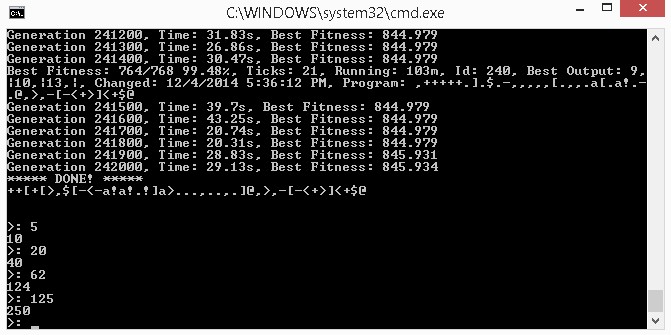 C:\WINDOWS\system32\cmd.exe
Generation 241200, Time: 31.83s, Best Fitness: 844.979
Generation 241300, Time: 26.86s, Best Fitness: 844.979
Generation 241400, Time: 30.47s, Best Fitness: 844.979
Best Fitness: 764/768 99.48%, Ticks: 21, Running: 103m, Id: 240, Best Output: 9,
¦10,¦13,¦, Changed: 12/4/2014 5:36:12 PM, Program: ,+++++.].$.-,,,,,[.,,.a[.a!.-
.@,>,-[-<+>]<+$@
Generation 241500, Time: 39.7s, Best Fitness: 844.979
Generation 241600, Time: 43.25s, Best Fitness: 844.979
Generation 241700, Time: 20.74s, Best Fitness: 844.979
Generation 241800, Time: 20.31s, Best Fitness: 844.979
Generation 241900, Time: 28.83s, Best Fitness: 845.931
Generation 242000, Time: 29.13s, Best Fitness: 845.934
***** DONE! *****
++[+[>,$[-<-a!a!.!]a>...,..,.]@,>,-[-<+>]<+$@
>: 5
10
>: 20
40
>: 62
124
>: 125
250
>: